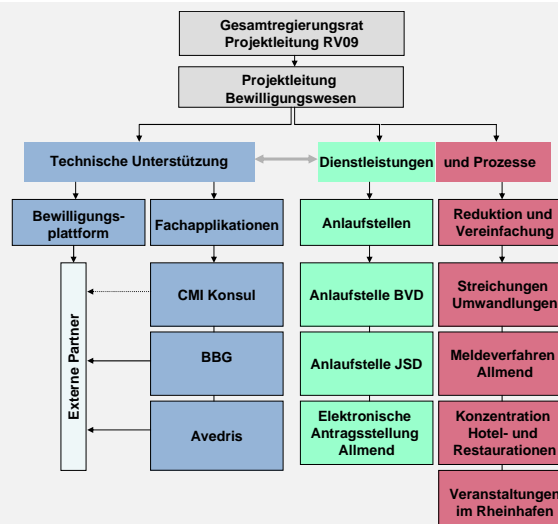 Gesamtregierungsrat
Projektleitung RV09
Projektleitung
Bewilligungswesen
Technische Unterstützung
Dienstleistungen und Prozesse
Bewilligungs-
plattform
Fachapplikationen
Anlaufstellen
Reduktion und
Vereinfachung
Externe Partner
CMI Konsul
Anlaufstelle BVD
Streichungen
Umwandlungen
BBG
Anlaufstelle JSD
Meldeverfahren
Allmend
Avedris
Elektronische
Antragsstellung
Allmend
Konzentration
Hotel- und
Restaurationen
Veranstaltungen
im Rheinhafen